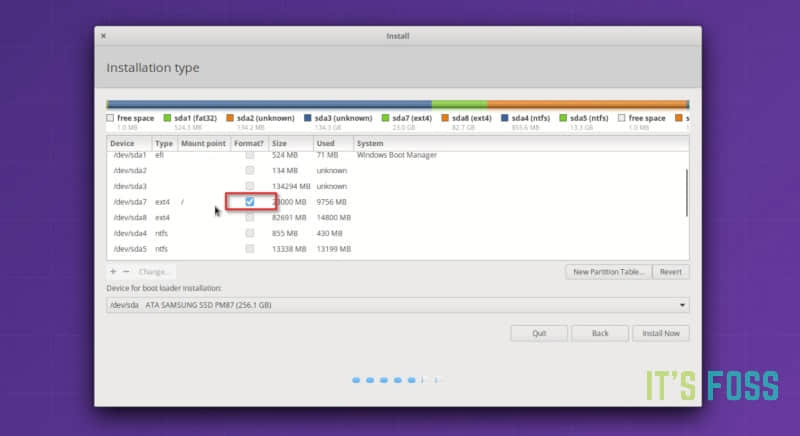 Install
Installation type
free space sda1 (fat32) sda2 (unknown) sda3 (unknown) sda7 (ext4) sda8 (ext4) sda4 (ntfs) sda5 (ntfs) free space s
1.0 MB 524.3 MB 134.2 MB 134.3 GB 23.0 GB 82.7 GB 855.6 MB 13.3 GB 1.0 MB
Device Type Mount point Format? Size Used System
/dev/sda1 efi 524 MB 71 MB Windows Boot Manager
/dev/sda2 134 MB unknown
/dev/sda3 134294 MB unknown
/dev/sda7 ext4 / 23000 MB 9756 MB
/dev/sda8 ext4 82691 MB 14800 MB
/dev/sda4 ntfs 855 MB 430 MB
/dev/sda5 ntfs 13338 MB 13199 MB
+ − Change... New Partition Table... Revert
Device for boot loader installation:
/dev/sda ATA SAMSUNG SSD PM87 (256.1 GB)
Quit Back Install Now
IT'S FOSS